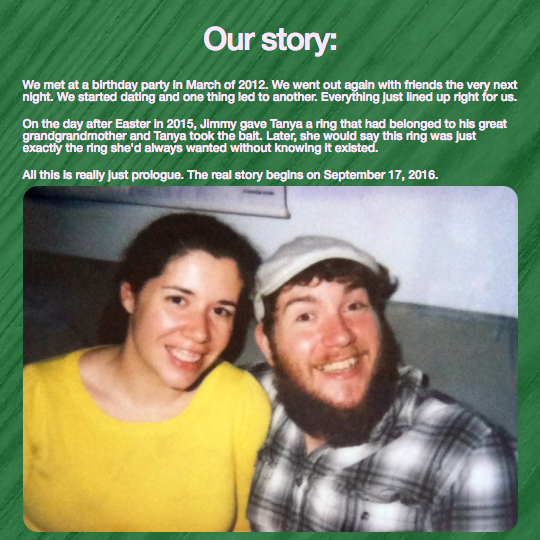 Our story:
We met at a birthday party in March of 2012. We went out again with friends the very next
night. We started dating and one thing led to another. Everything just lined up right for us.
On the day after Easter in 2015, Jimmy gave Tanya a ring that had belonged to his great
grandgrandmother and Tanya took the bait. Later, she would say this ring was just
exactly the ring she'd always wanted without knowing it existed.
All this is really just prologue. The real story begins on September 17, 2016.